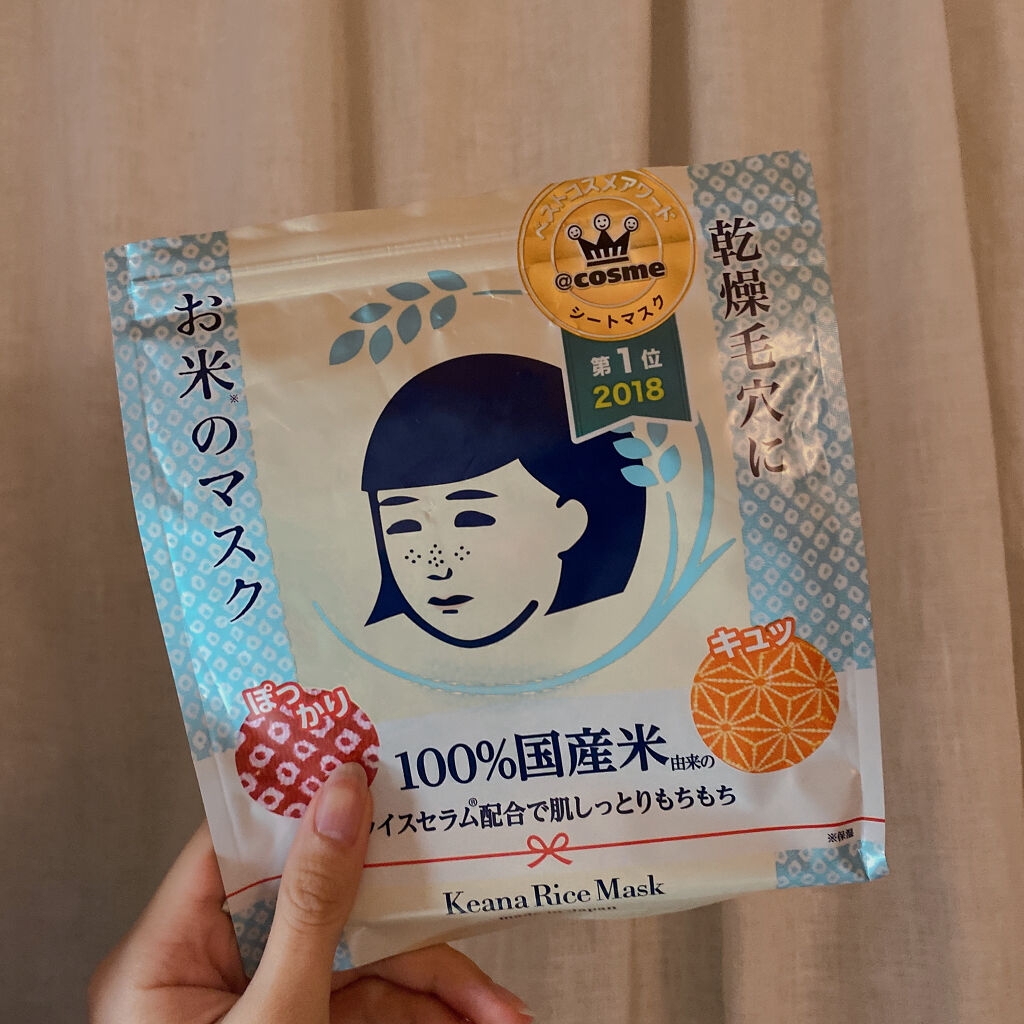 乾燥毛穴に
お米※のマスク
ベストコスメアワード
@cosme
シートマスク
第1位
2018
キュッ
ぽっかり
100%国産米由来の
イスセラム®配合で肌しっとりもちもち
※保湿
Keana Rice Mask
made in Japan